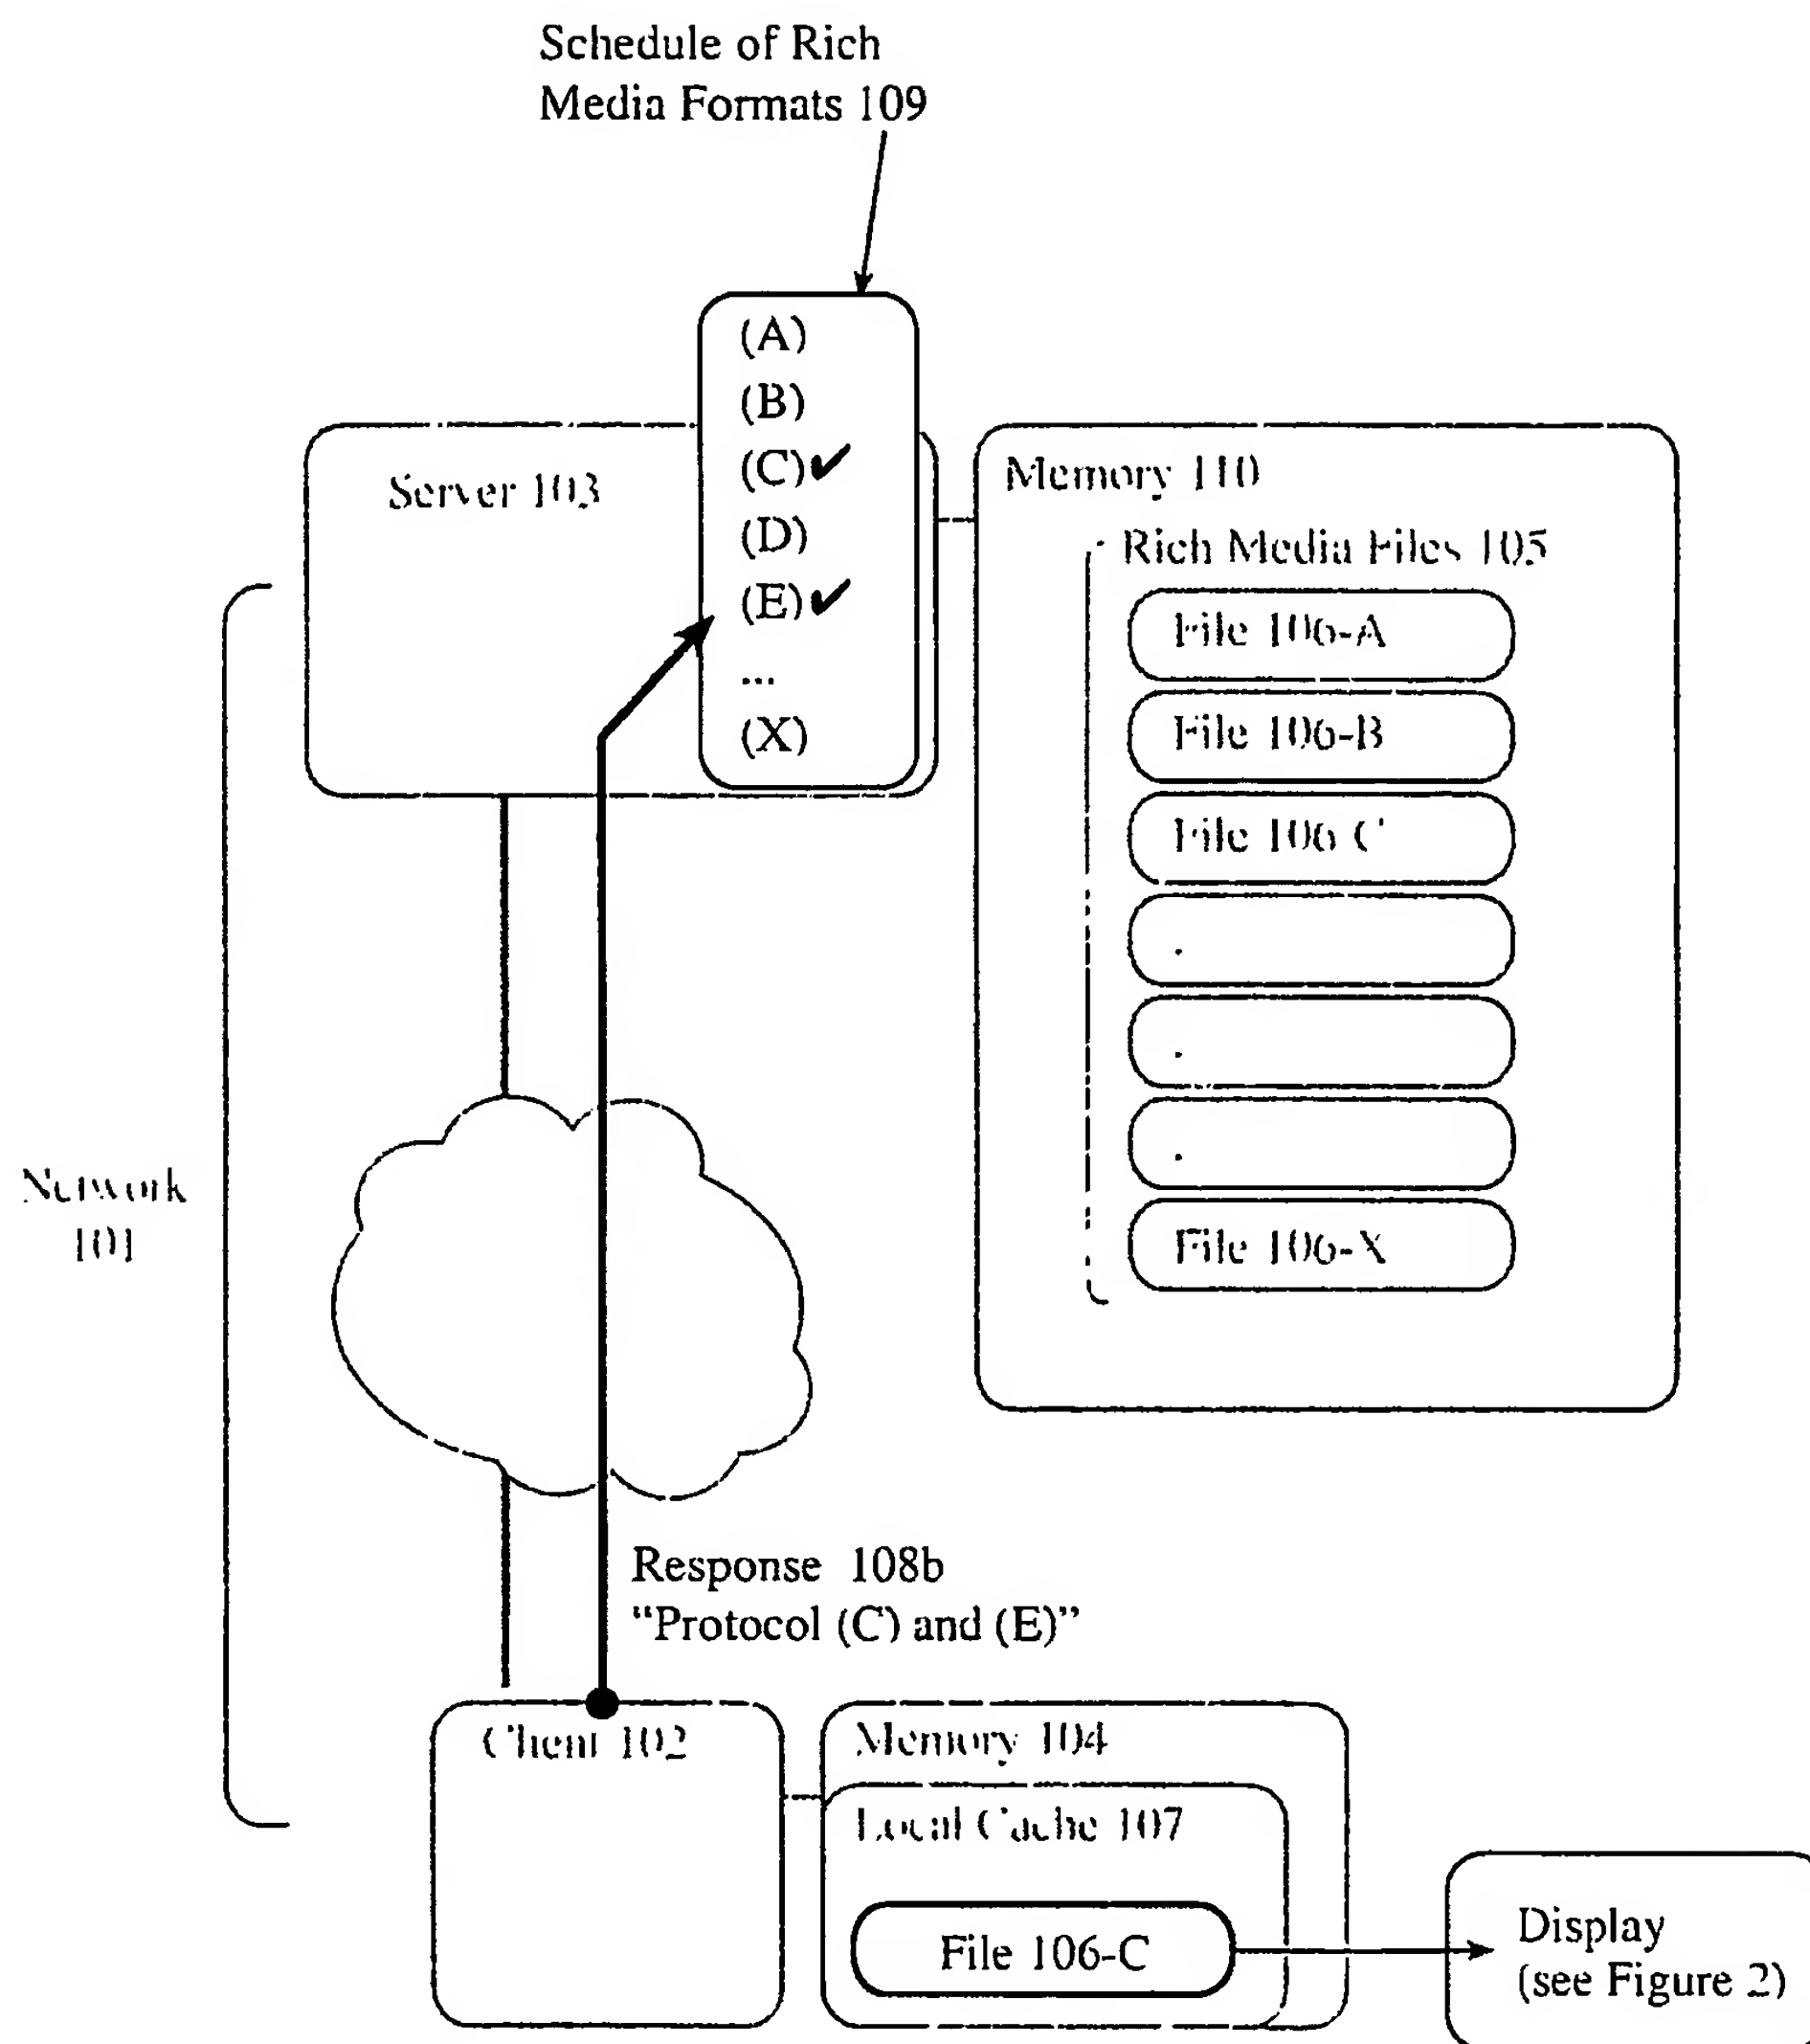 Schedule of Rich
Media Formats 109
(A)
(B)
(C)✔
(D)
(E)✔
...
(X)
Server 103
Memory 110
Rich Media Files 105
File 106-A
File 106-B
File 106-C
.
.
.
File 106-X
Network
101
Response 108b
“Protocol (C) and (E)”
Client 102
Memory 104
Local Cache 107
File 106-C
Display
(see Figure 2)